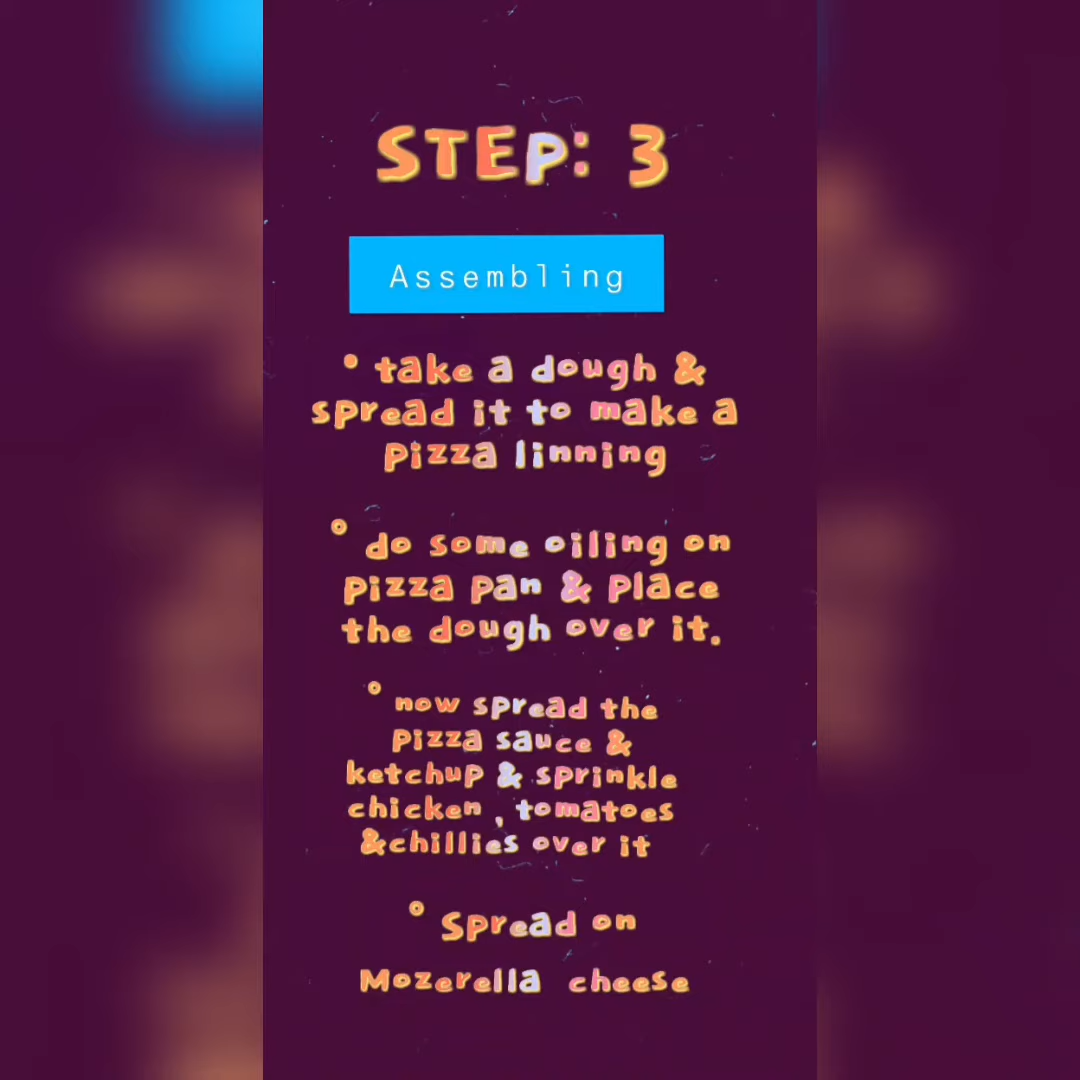 STEP: 3
Assembling
° take a dough &
spread it to make a
Pizza linning
° do some oiling on
Pizza Pan & Place
the dough over it.
° now spread the
Pizza sauce &
ketchup & sprinkle
chicken , tomatoes
&chillies over it
° Spread on
Mozerella cheese